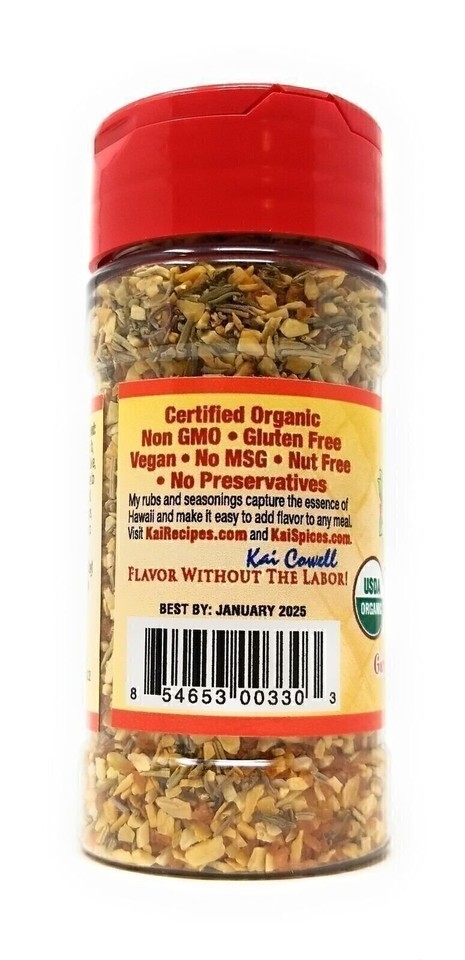 Certified Organic
Non GMO • Gluten Free
Vegan • No MSG • Nut Free
• No Preservatives
My rubs and seasonings capture the essence of
Hawaii and make it easy to add flavor to any meal.
Visit KaiRecipes.com and KaiSpices.com.
Kai Cowell
FLAVOR WITHOUT THE LABOR!
USDA
ORGANIC
BEST BY: JANUARY 2025
8 54653 00330 3